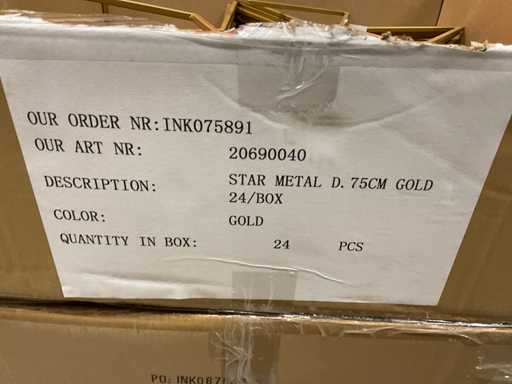 OUR ORDER NR:INK075891
OUR ART NR: 20690040
DESCRIPTION: STAR METAL D.75CM GOLD
24/BOX
COLOR: GOLD
QUANTITY IN BOX: 24 PCS
PO: